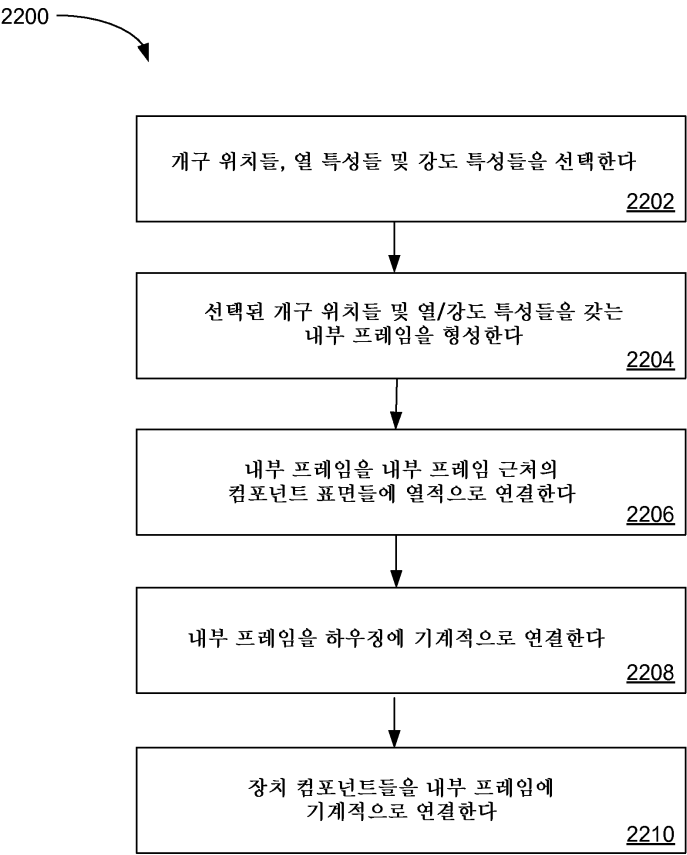 2200
개구 위치들, 열 특성들 및 강도 특성들을 선택한다
2202
선택된 개구 위치들 및 열/강도 특성들을 갖는
내부 프레임을 형성한다
2204
내부 프레임을 내부 프레임 근처의
컴포넌트 표면들에 열적으로 연결한다
2206
내부 프레임을 하우징에 기계적으로 연결한다
2208
장치 컴포넌트들을 내부 프레임에
기계적으로 연결한다
2210